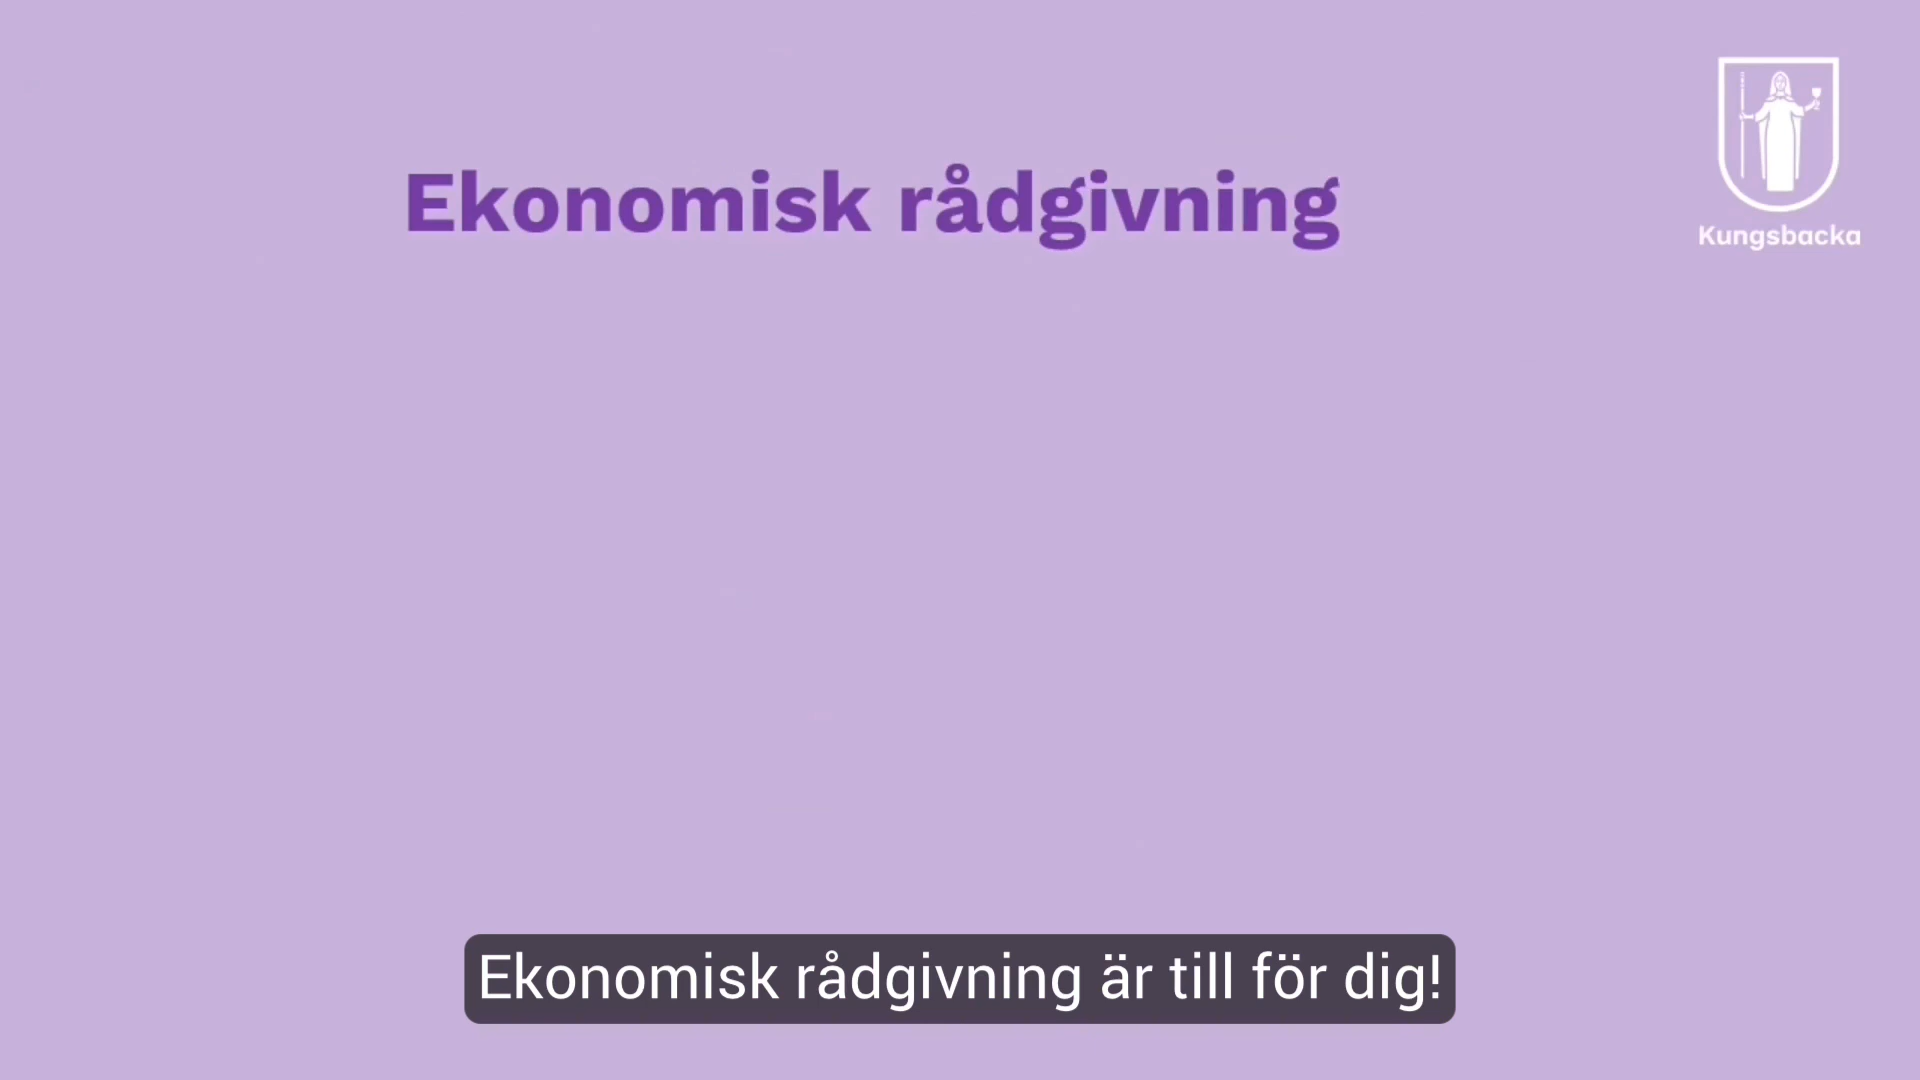 Ekonomisk rådgivning
Kungsbacka
Ekonomisk rådgivning är till för dig!